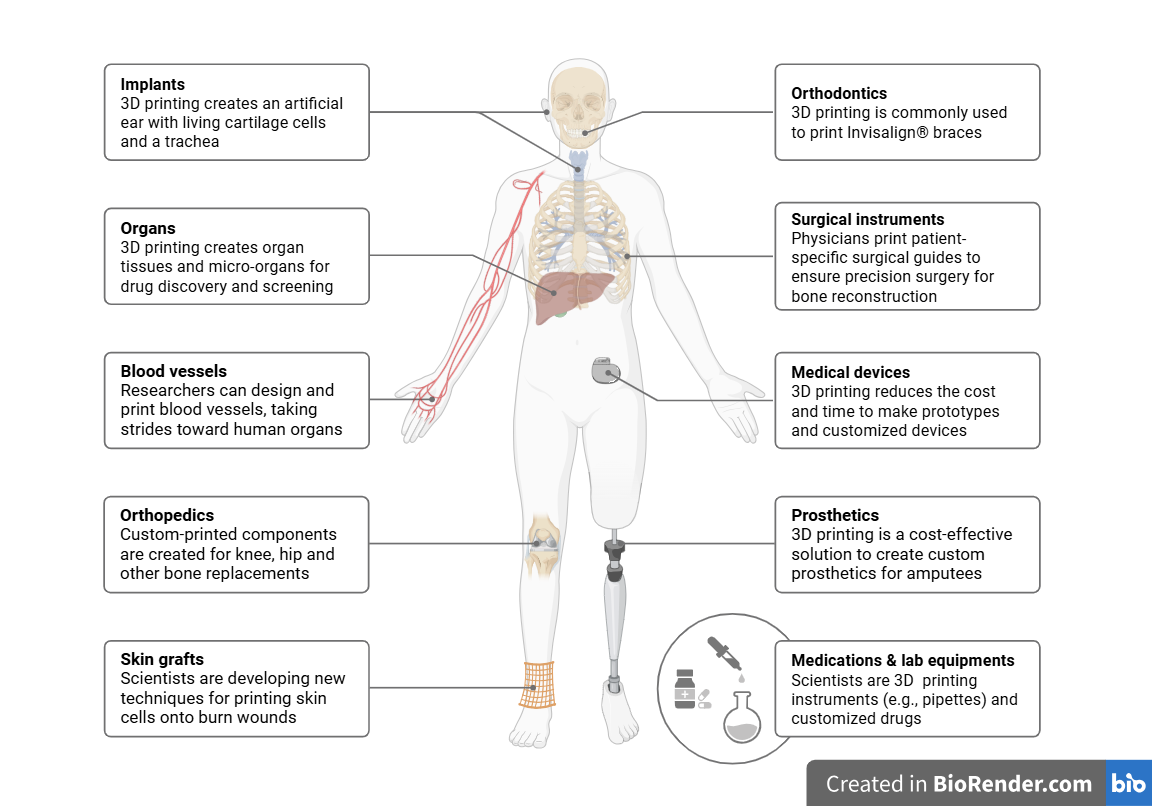 Implants
3D printing creates an artificial
ear with living cartilage cells
and a trachea
Organs
3D printing creates organ
tissues and micro-organs for
drug discovery and screening
Blood vessels
Researchers can design and
print blood vessels, taking
strides toward human organs
Orthopedics
Custom-printed components
are created for knee, hip and
other bone replacements
Skin grafts
Scientists are developing new
techniques for printing skin
cells onto burn wounds
Orthodontics
3D printing is commonly used
to print Invisalign® braces
Surgical instruments
Physicians print patient-
specific surgical guides to
ensure precision surgery for
bone reconstruction
Medical devices
3D printing reduces the cost
and time to make prototypes
and customized devices
Prosthetics
3D printing is a cost-effective
solution to create custom
prosthetics for amputees
Medications & lab equipments
Scientists are 3D  printing
instruments (e.g., pipettes) and
customized drugs
Created in BioRender.com bio